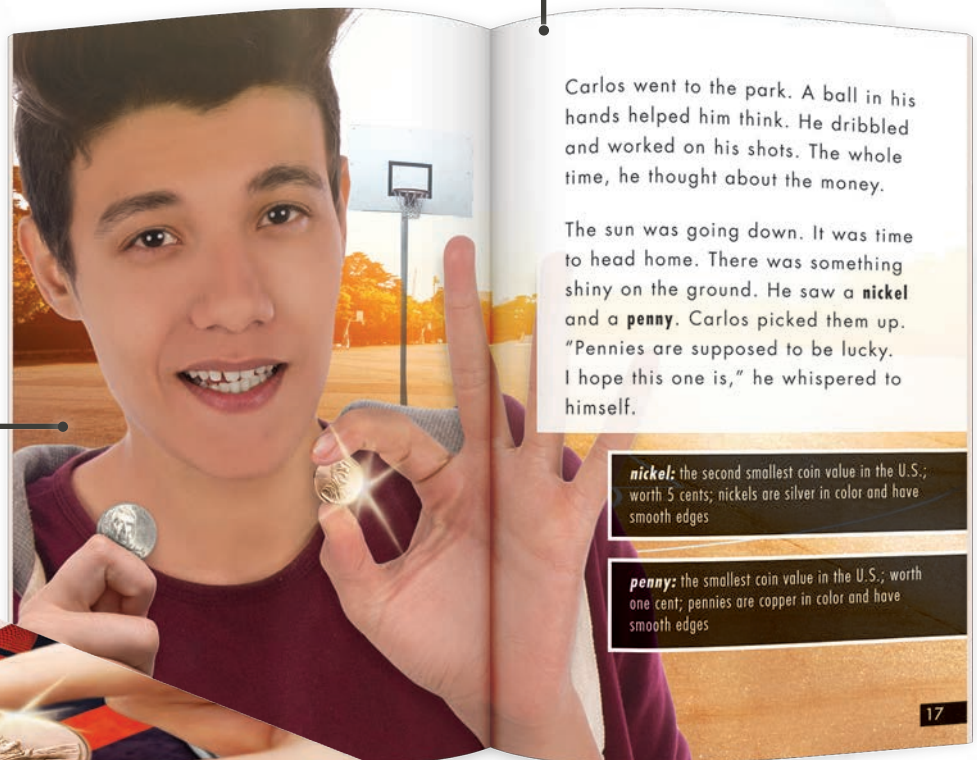 Carlos went to the park. A ball in his
hands helped him think. He dribbled
and worked on his shots. The whole
time, he thought about the money.
The sun was going down. It was time
to head home. There was something
shiny on the ground. He saw a nickel
and a penny. Carlos picked them up.
“Pennies are supposed to be lucky.
I hope this one is,” he whispered to
himself.
nickel: the second smallest coin value in the U.S.;
worth 5 cents; nickels are silver in color and have
smooth edges
penny: the smallest coin value in the U.S.; worth
one cent; pennies are copper in color and have
smooth edges
17